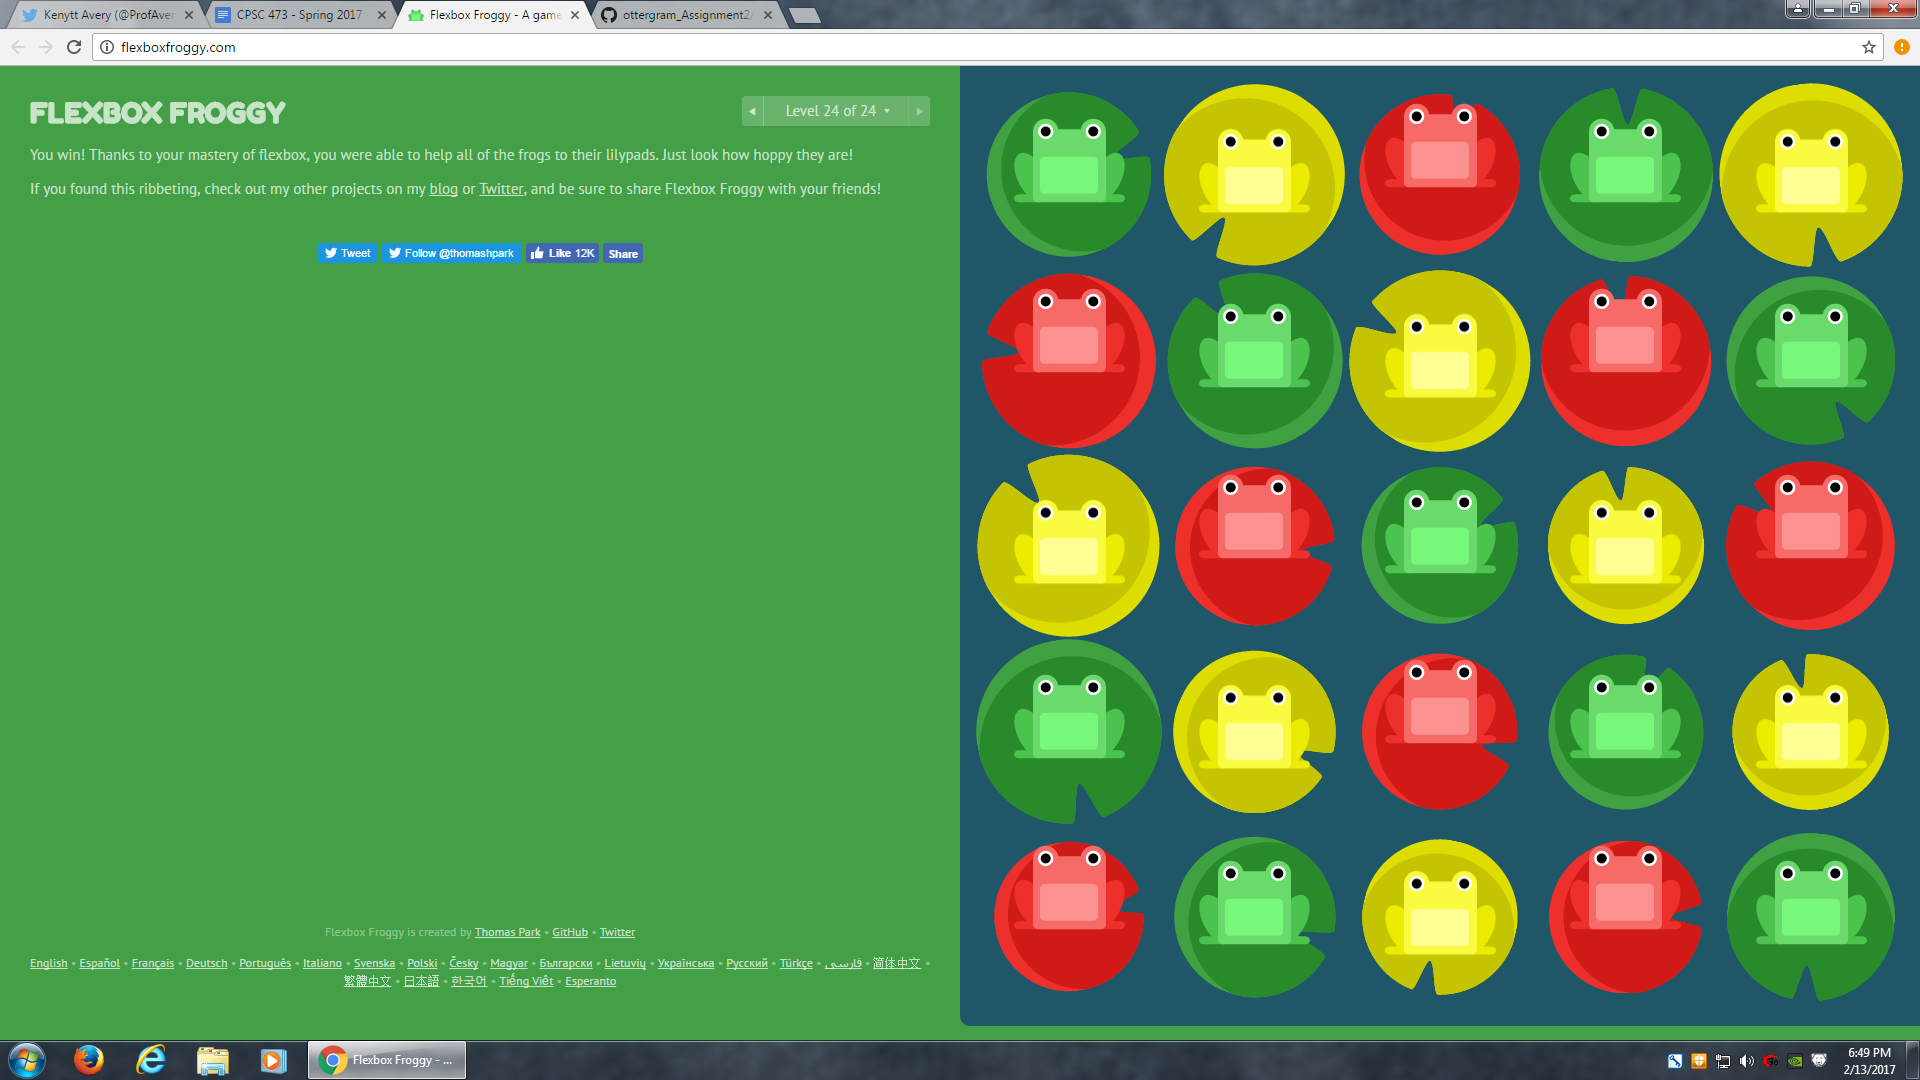 Kenytt Avery (@ProfAver
CPSC 473 - Spring 2017
Flexbox Froggy - A game
ottergram_Assignment2/
flexboxfroggy.com
FLEXBOX FROGGY
Level 24 of 24
You win! Thanks to your mastery of flexbox, you were able to help all of the frogs to their lilypads. Just look how hoppy they are!
If you found this ribbeting, check out my other projects on my blog or Twitter, and be sure to share Flexbox Froggy with your friends!
Tweet Follow @thomashpark Like 12K Share
Flexbox Froggy is created by Thomas Park • GitHub • Twitter
English • Español • Français • Deutsch • Português • Italiano • Svenska • Polski • Česky • Magyar • Български • Lietuvių • Українська • Русский • Türkçe • فارسی • 简体中文 •
繁體中文 • 日本語 • 한국어 • Tiếng Việt • Esperanto
Flexbox Froggy - ...
6:49 PM
2/13/2017